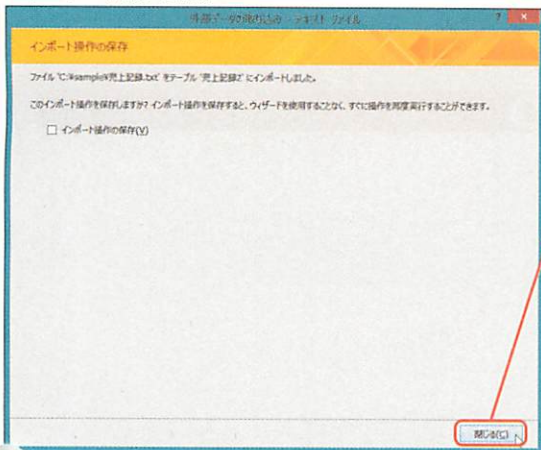 外部データの取り込み - テキスト ファイル
?
インポート操作の保存
ファイル 'C:¥sample¥売上記録.txt' をテーブル '売上記録2' にインポートしました。
このインポート操作を保存しますか? インポート操作を保存すると、ウィザードを使用することなく、すぐに操作を再度実行することができます。
インポート操作の保存(V)
閉じる(C)